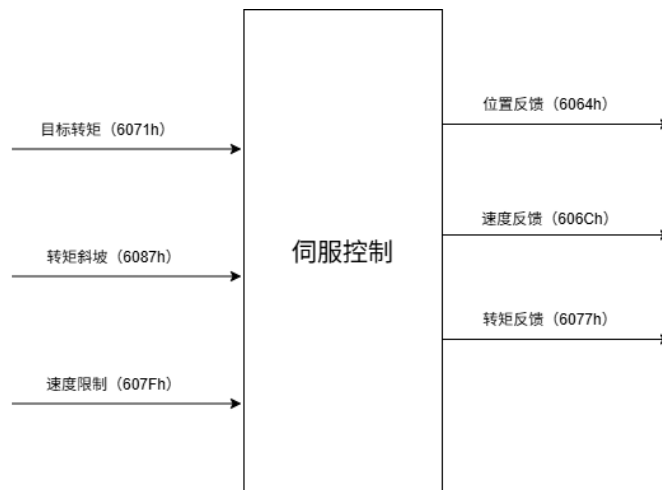 目标转矩（6071h）
转矩斜坡（6087h）
速度限制（607Fh）
伺服控制
位置反馈（6064h）
速度反馈（606Ch）
转矩反馈（6077h）